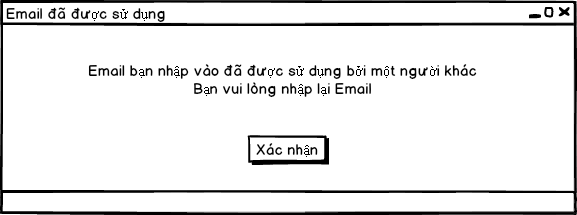 Email đã được sử dụng
Email bạn nhập vào đã được sử dụng bởi một người khác
Bạn vui lòng nhập lại Email
Xác nhận